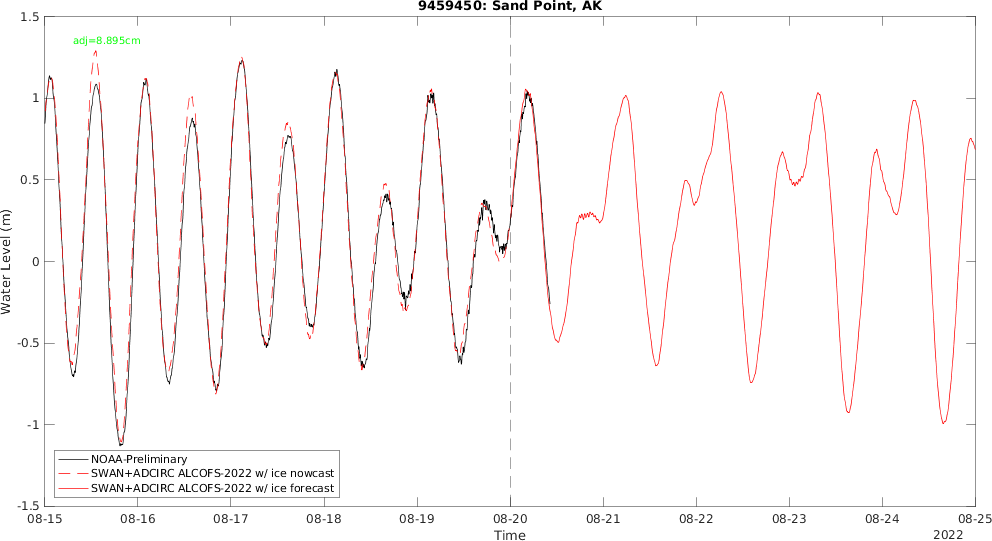 9459450: Sand Point, AK
adj=8.895cm
1.5
1
0.5
0
-0.5
-1
-1.5
Water Level (m)
NOAA-Preliminary
SWAN+ADCIRC ALCOFS-2022 w/ ice nowcast
SWAN+ADCIRC ALCOFS-2022 w/ ice forecast
08-15 08-16 08-17 08-18 08-19 08-20 08-21 08-22 08-23 08-24 08-25
Time
2022